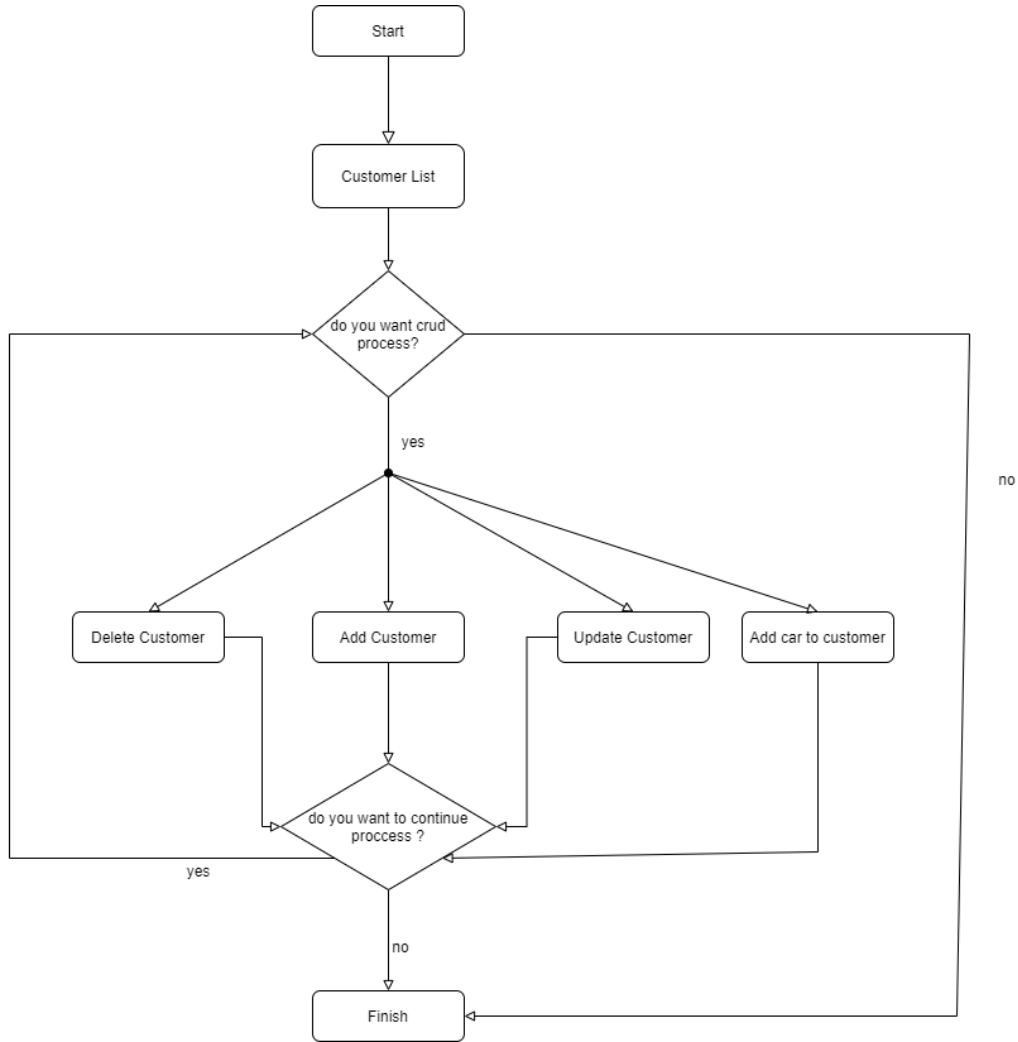 Start
Customer List
do you want crud
process?
yes
no
Delete Customer
Add Customer
Update Customer
Add car to customer
do you want to continue
proccess ?
yes
no
Finish